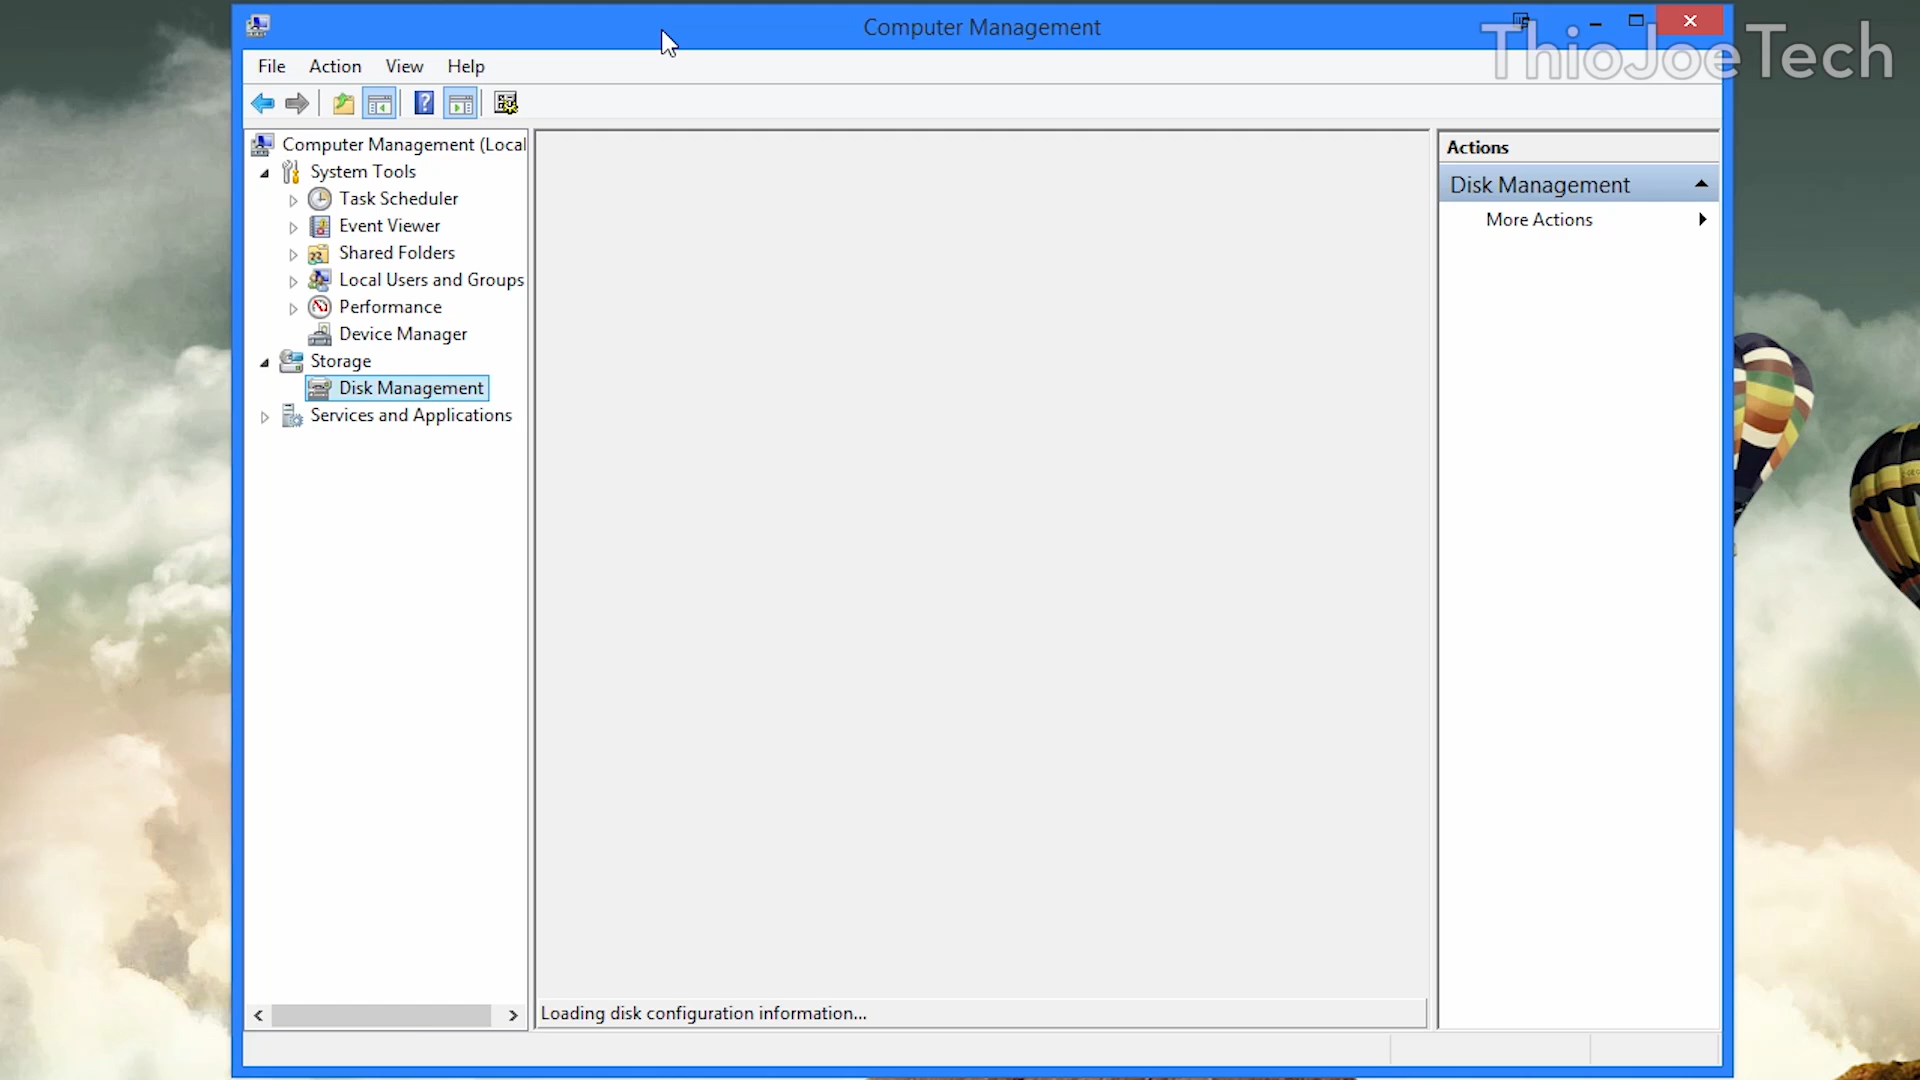 Computer Management
ThioJoeTech
File Action View Help
Computer Management (Local
System Tools
Task Scheduler
Event Viewer
Shared Folders
Local Users and Groups
Performance
Device Manager
Storage
Disk Management
Services and Applications
Loading disk configuration information...
Actions
Disk Management
More Actions